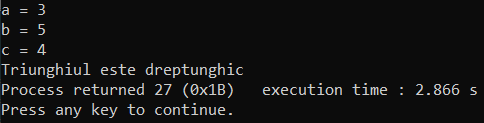 a = 3
b = 5
c = 4
Triunghiul este dreptunghic
Process returned 27 (0x1B)   execution time : 2.866 s
Press any key to continue.